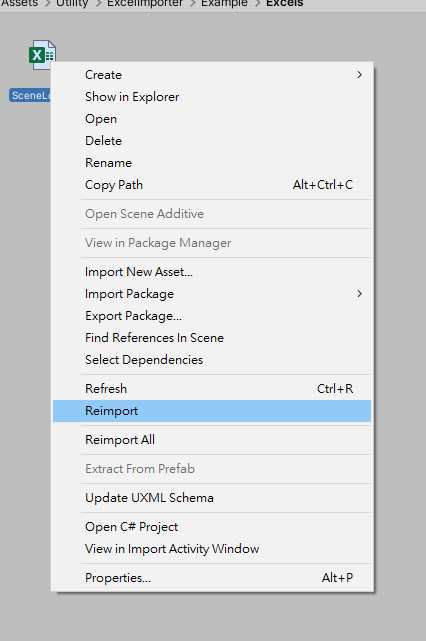 Assets > Utility > ExcelImporter > Example > Excels
SceneLo
Create >
Show in Explorer
Open
Delete
Rename
Copy Path Alt+Ctrl+C
Open Scene Additive
View in Package Manager
Import New Asset...
Import Package >
Export Package...
Find References In Scene
Select Dependencies
Refresh Ctrl+R
Reimport
Reimport All
Extract From Prefab
Update UXML Schema
Open C# Project
View in Import Activity Window
Properties... Alt+P